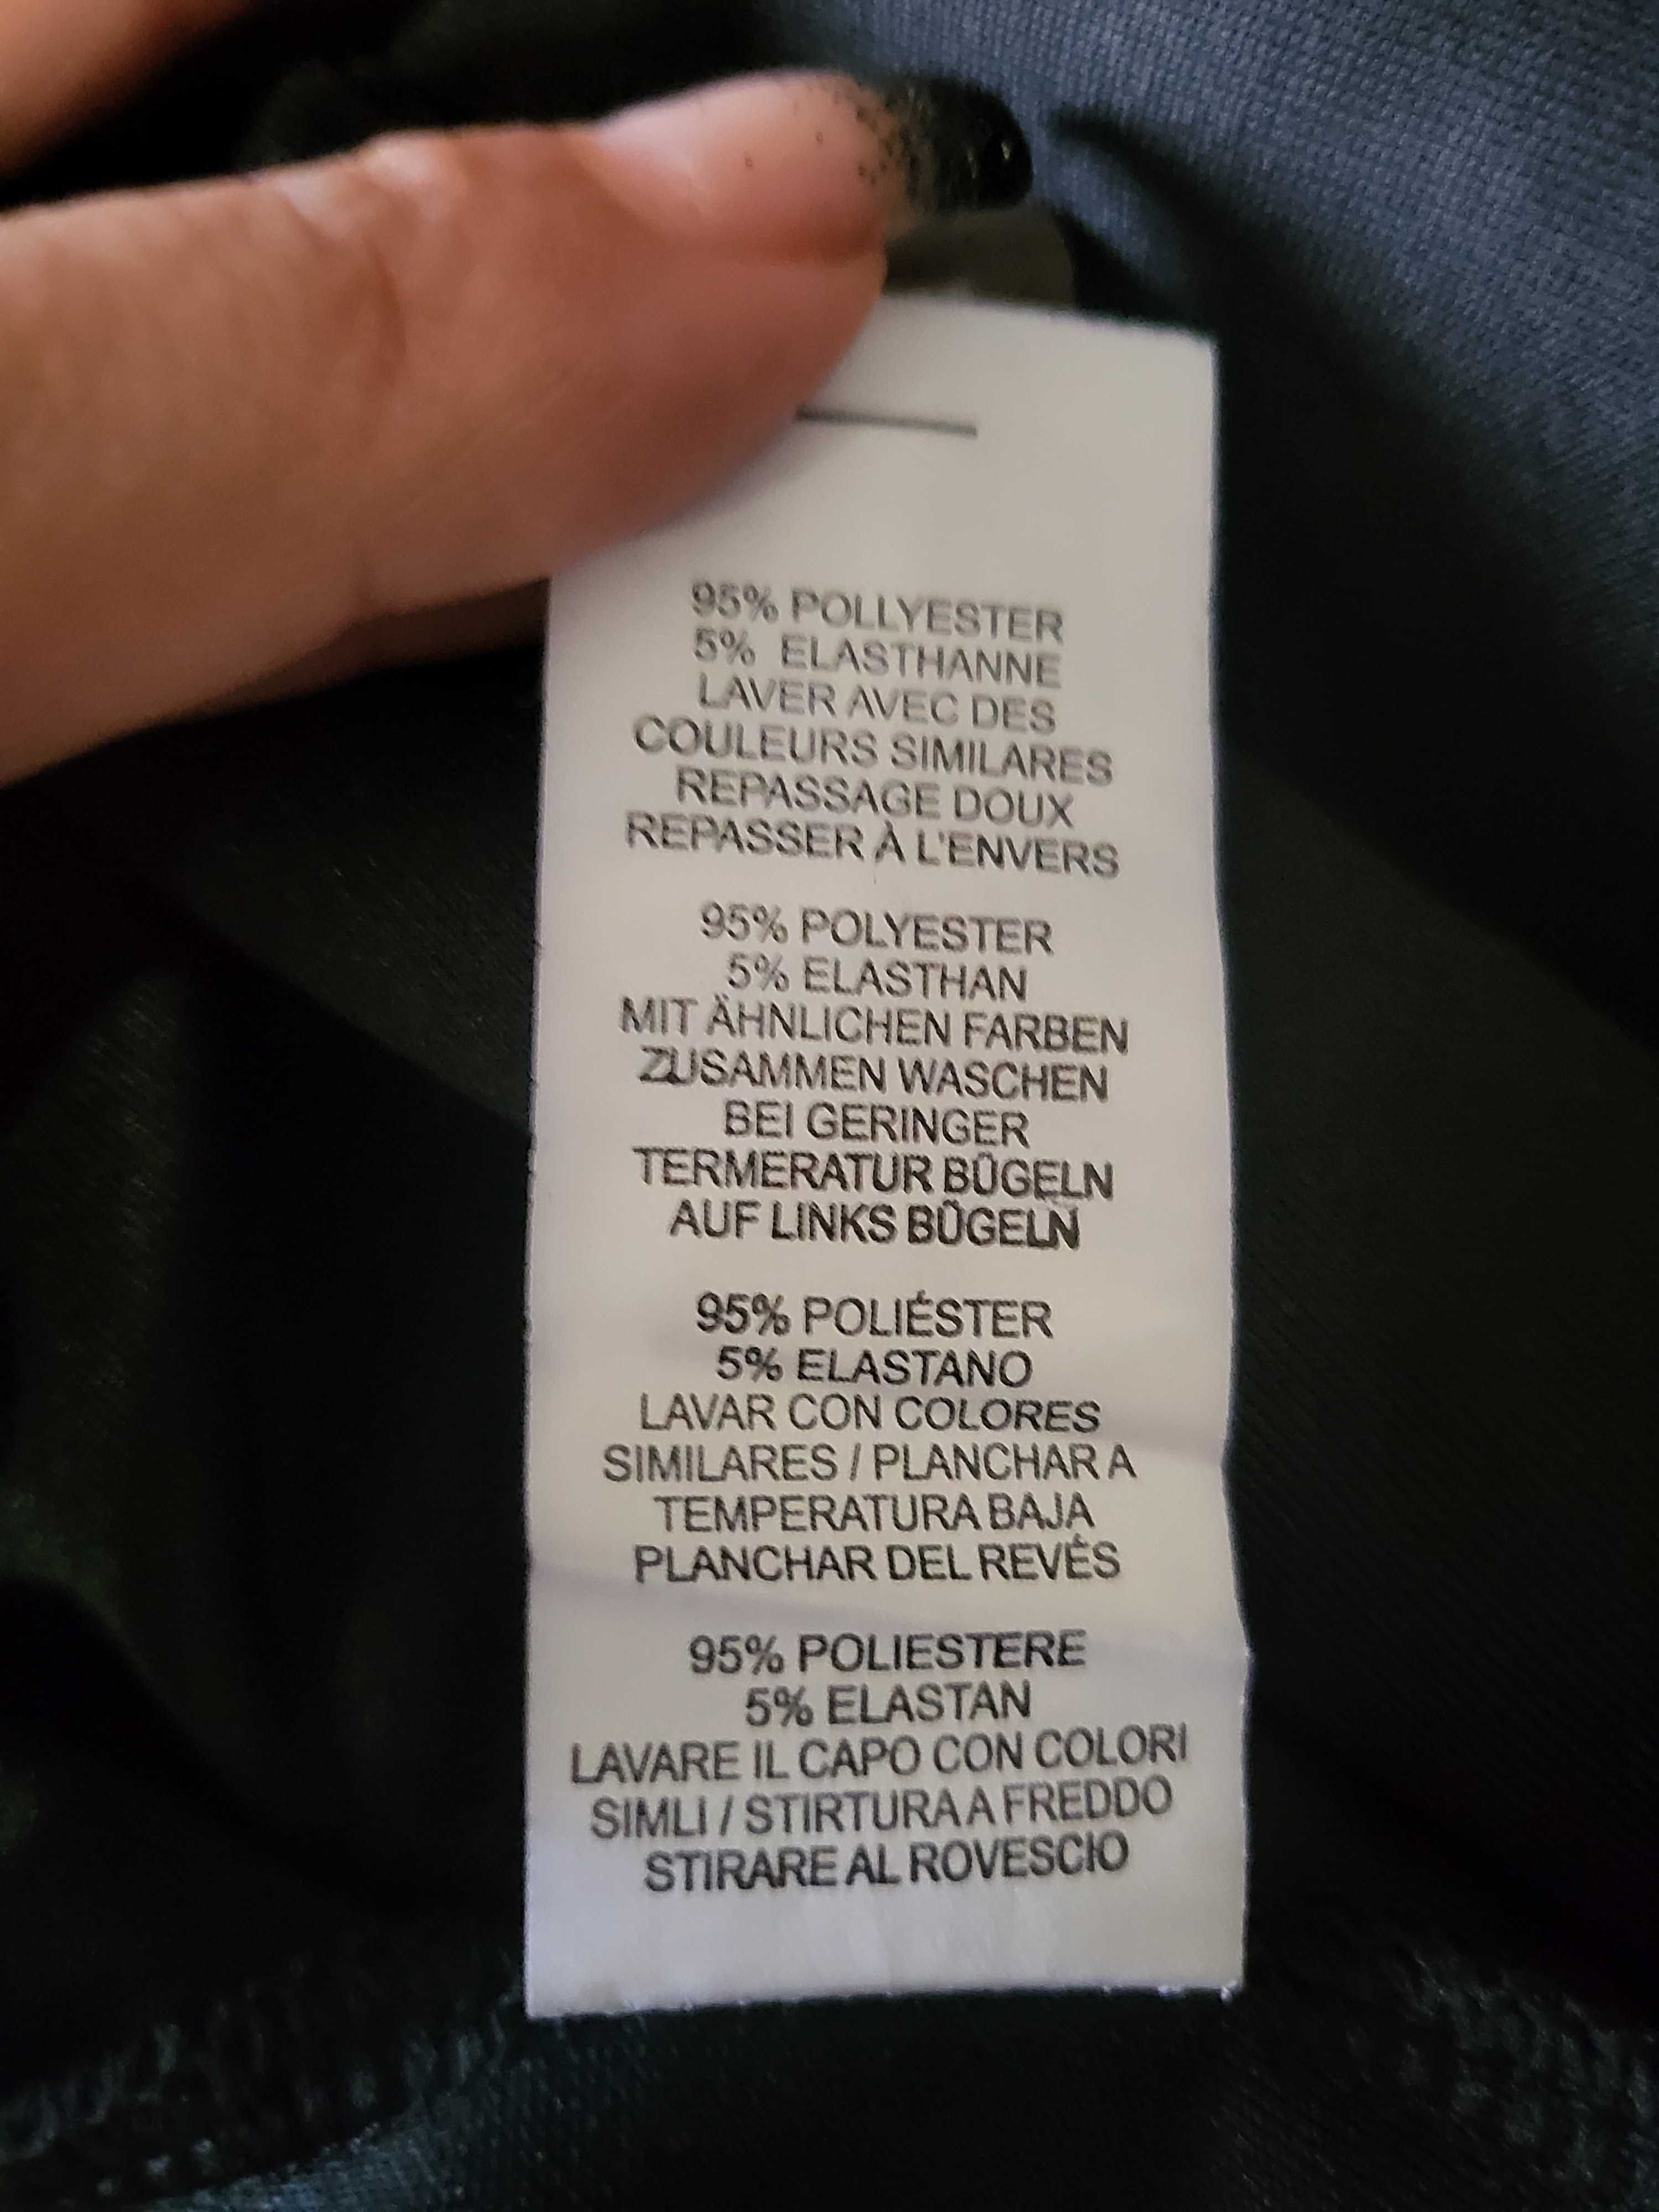 95% POLLYESTER
5% ELASTHANNE
LAVER AVEC DES
COULEURS SIMILARES
REPASSAGE DOUX
REPASSER À L'ENVERS
95% POLYESTER
5% ELASTHAN
MIT ÄHNLICHEN FARBEN
ZUSAMMEN WASCHEN
BEI GERINGER
TERMERATUR BÜGELN
AUF LINKS BÜGELN
95% POLIÉSTER
5% ELASTANO
LAVAR CON COLORES
SIMILARES / PLANCHAR A
TEMPERATURA BAJA
PLANCHAR DEL REVÉS
95% POLIESTERE
5% ELASTAN
LAVARE IL CAPO CON COLORI
SIMLI / STIRTURA A FREDDO
STIRARE AL ROVESCIO